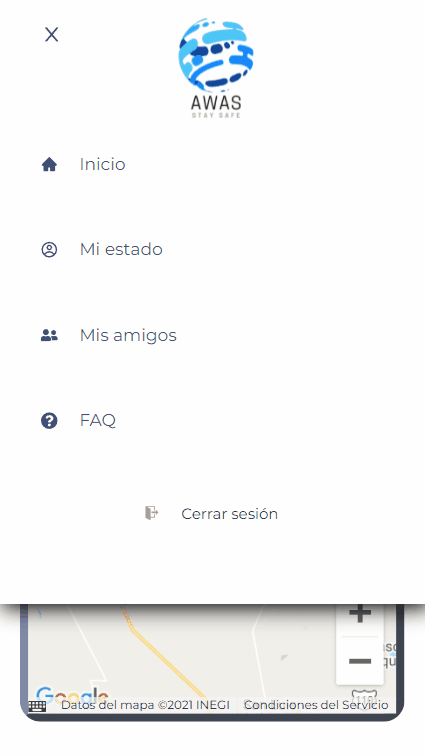 AWAS
STAY SAFE
Inicio
Mi estado
Mis amigos
FAQ
Cerrar sesión
Google
Datos del mapa ©2021 INEGI
Condiciones del Servicio